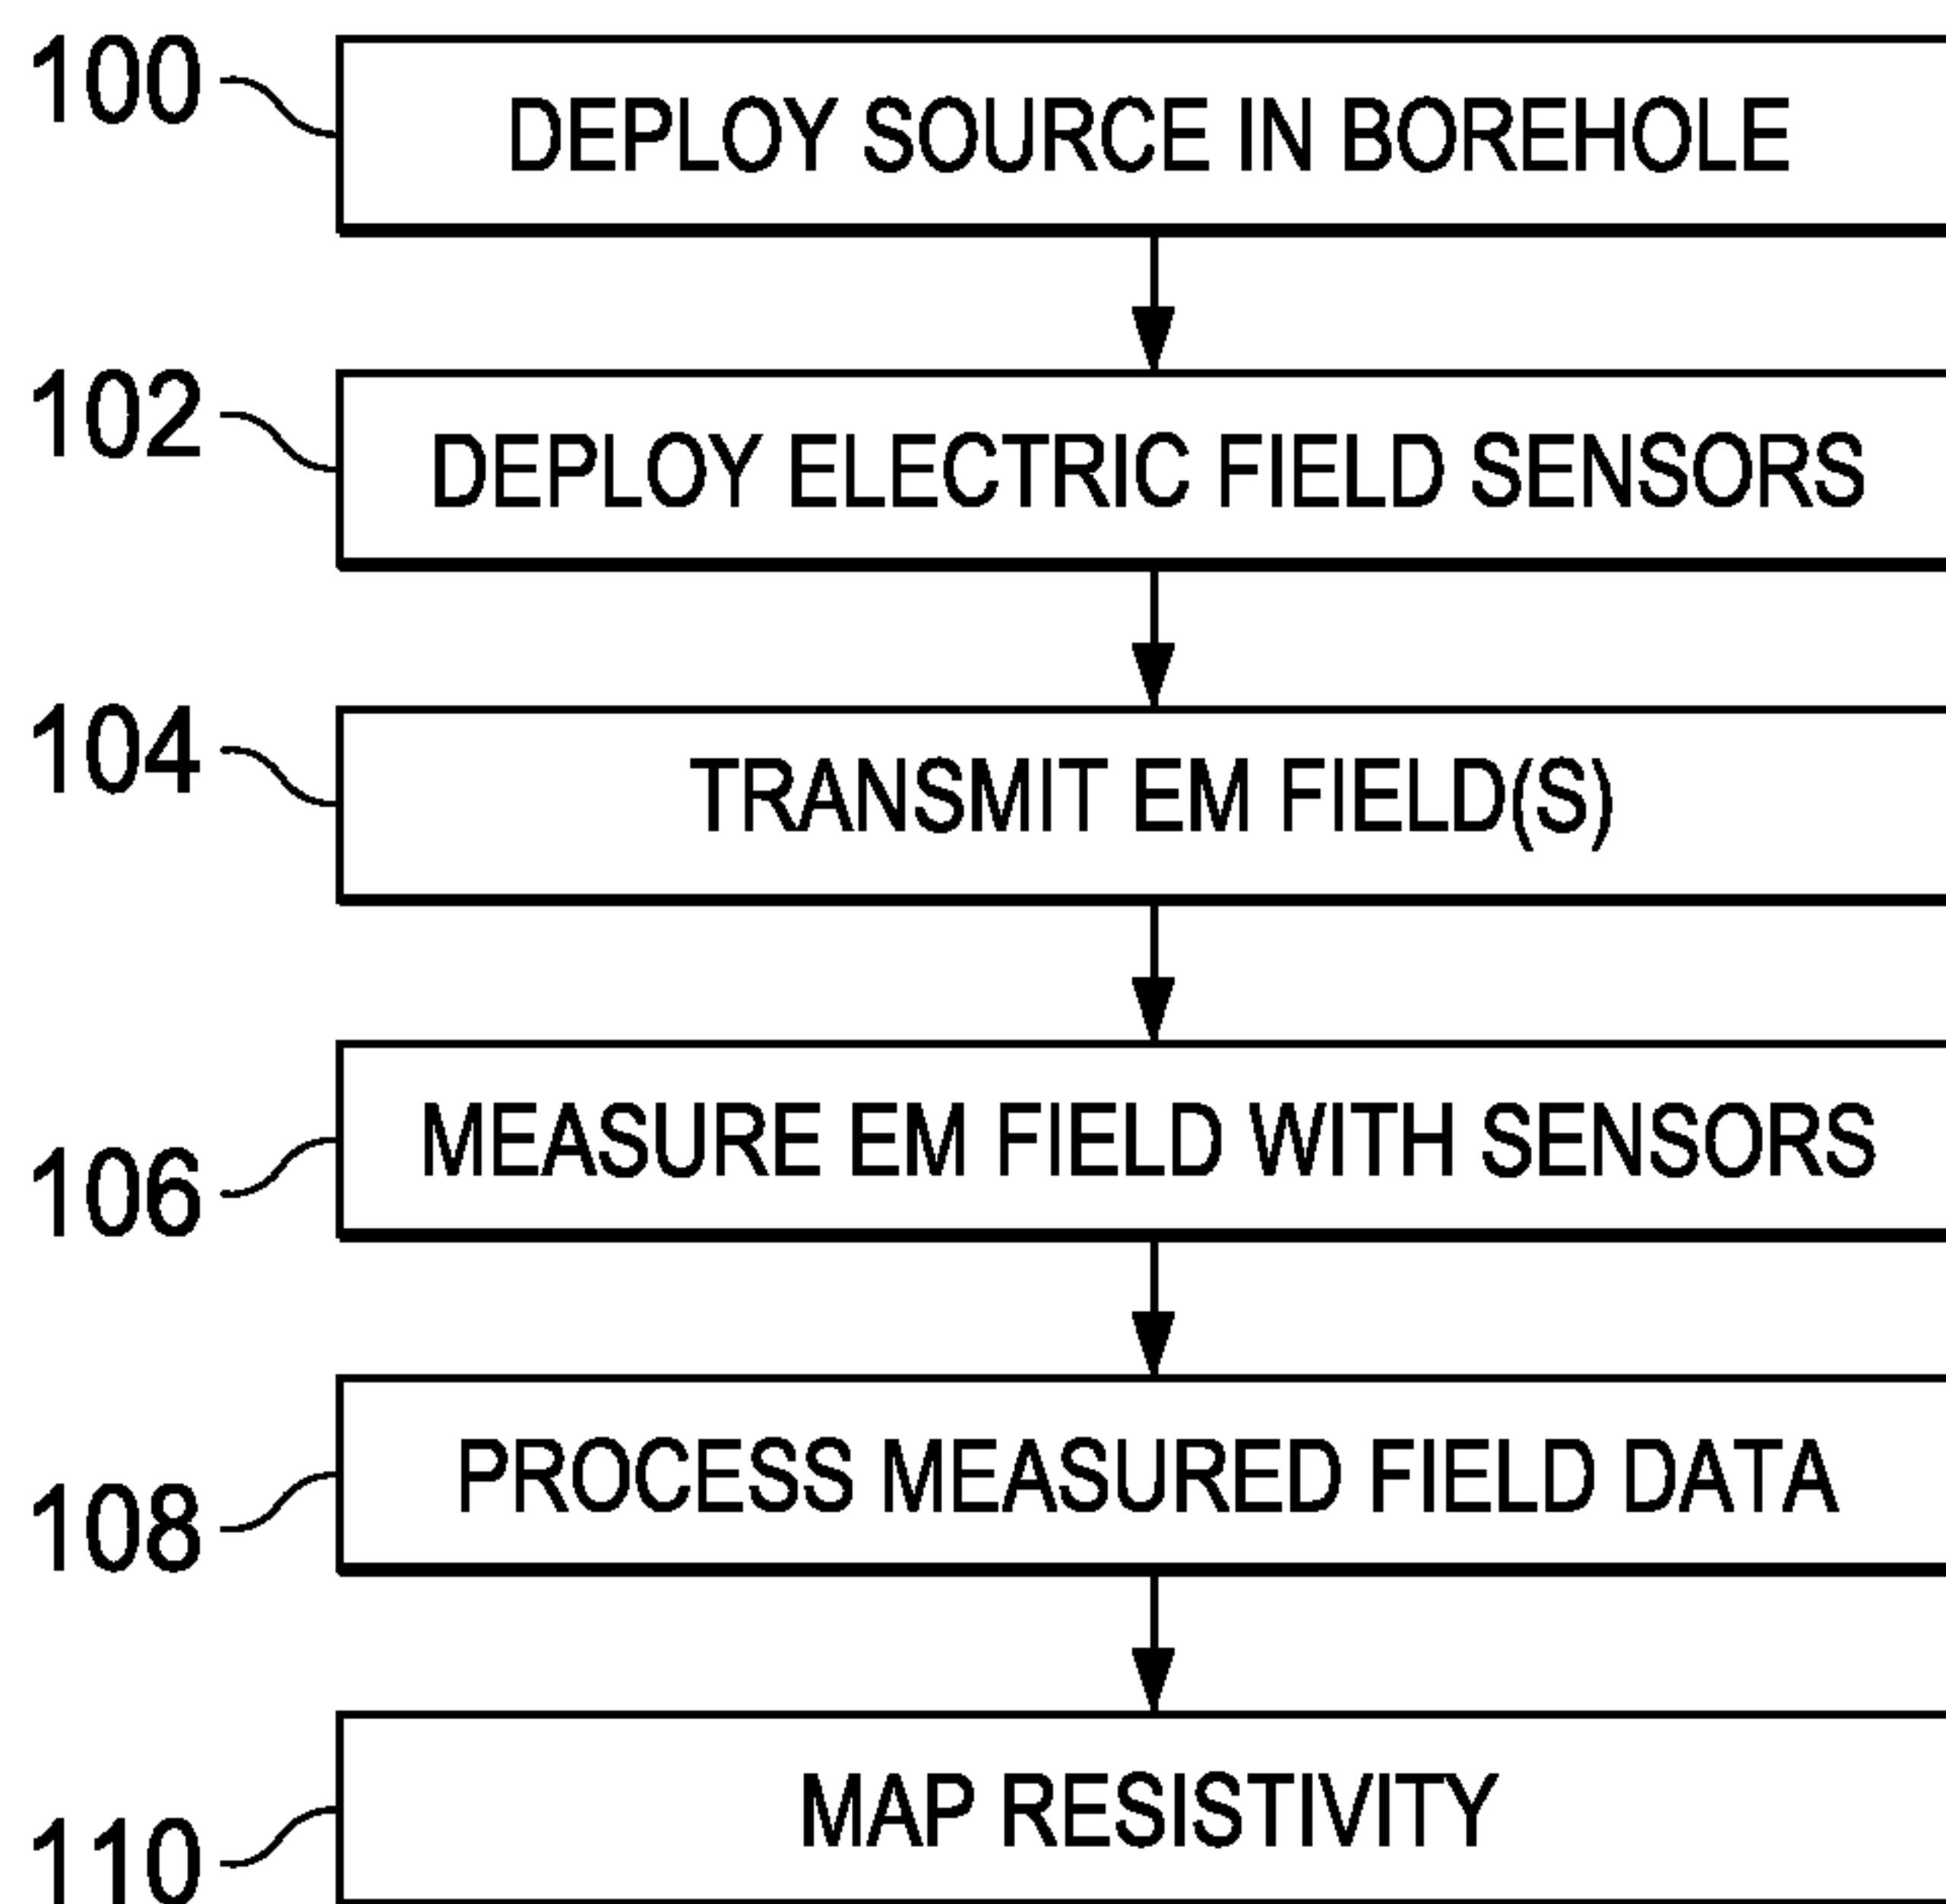 100 DEPLOY SOURCE IN BOREHOLE
102 DEPLOY ELECTRIC FIELD SENSORS
104 TRANSMIT EM FIELD(S)
106 MEASURE EM FIELD WITH SENSORS
108 PROCESS MEASURED FIELD DATA
110 MAP RESISTIVITY